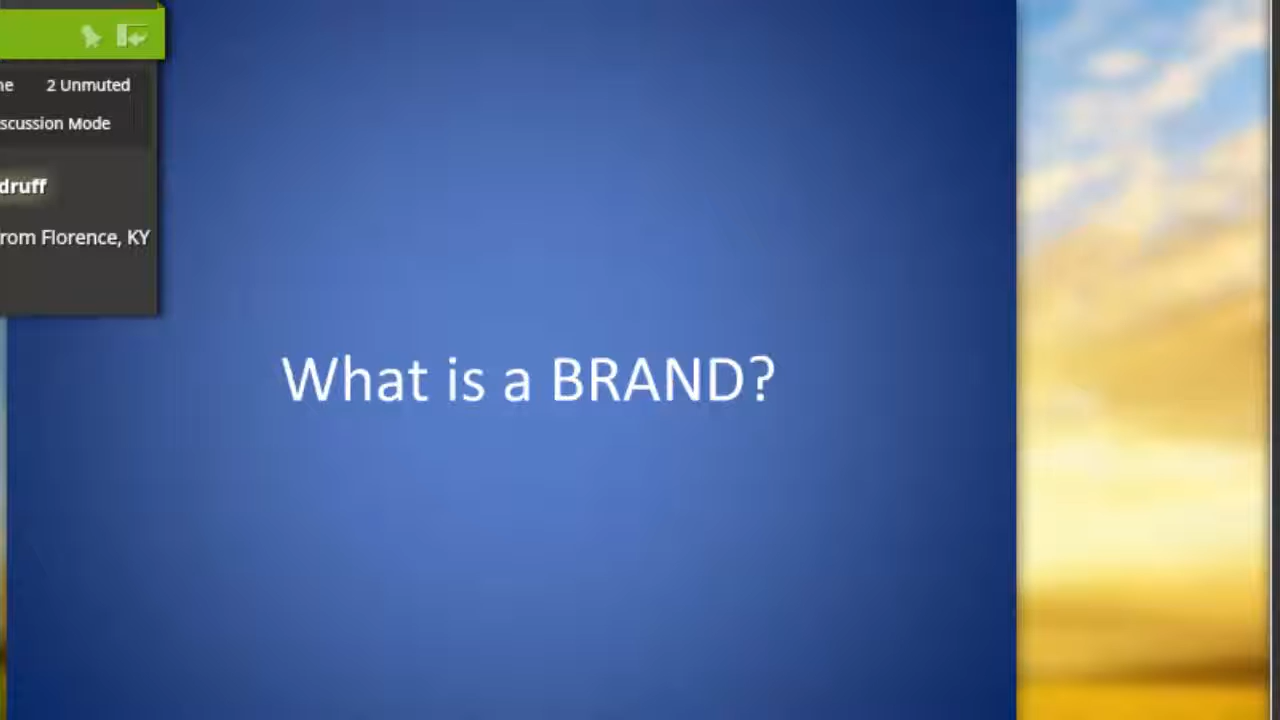 2 Unmuted
scussion Mode
druff
rom Florence, KY
What is a BRAND?